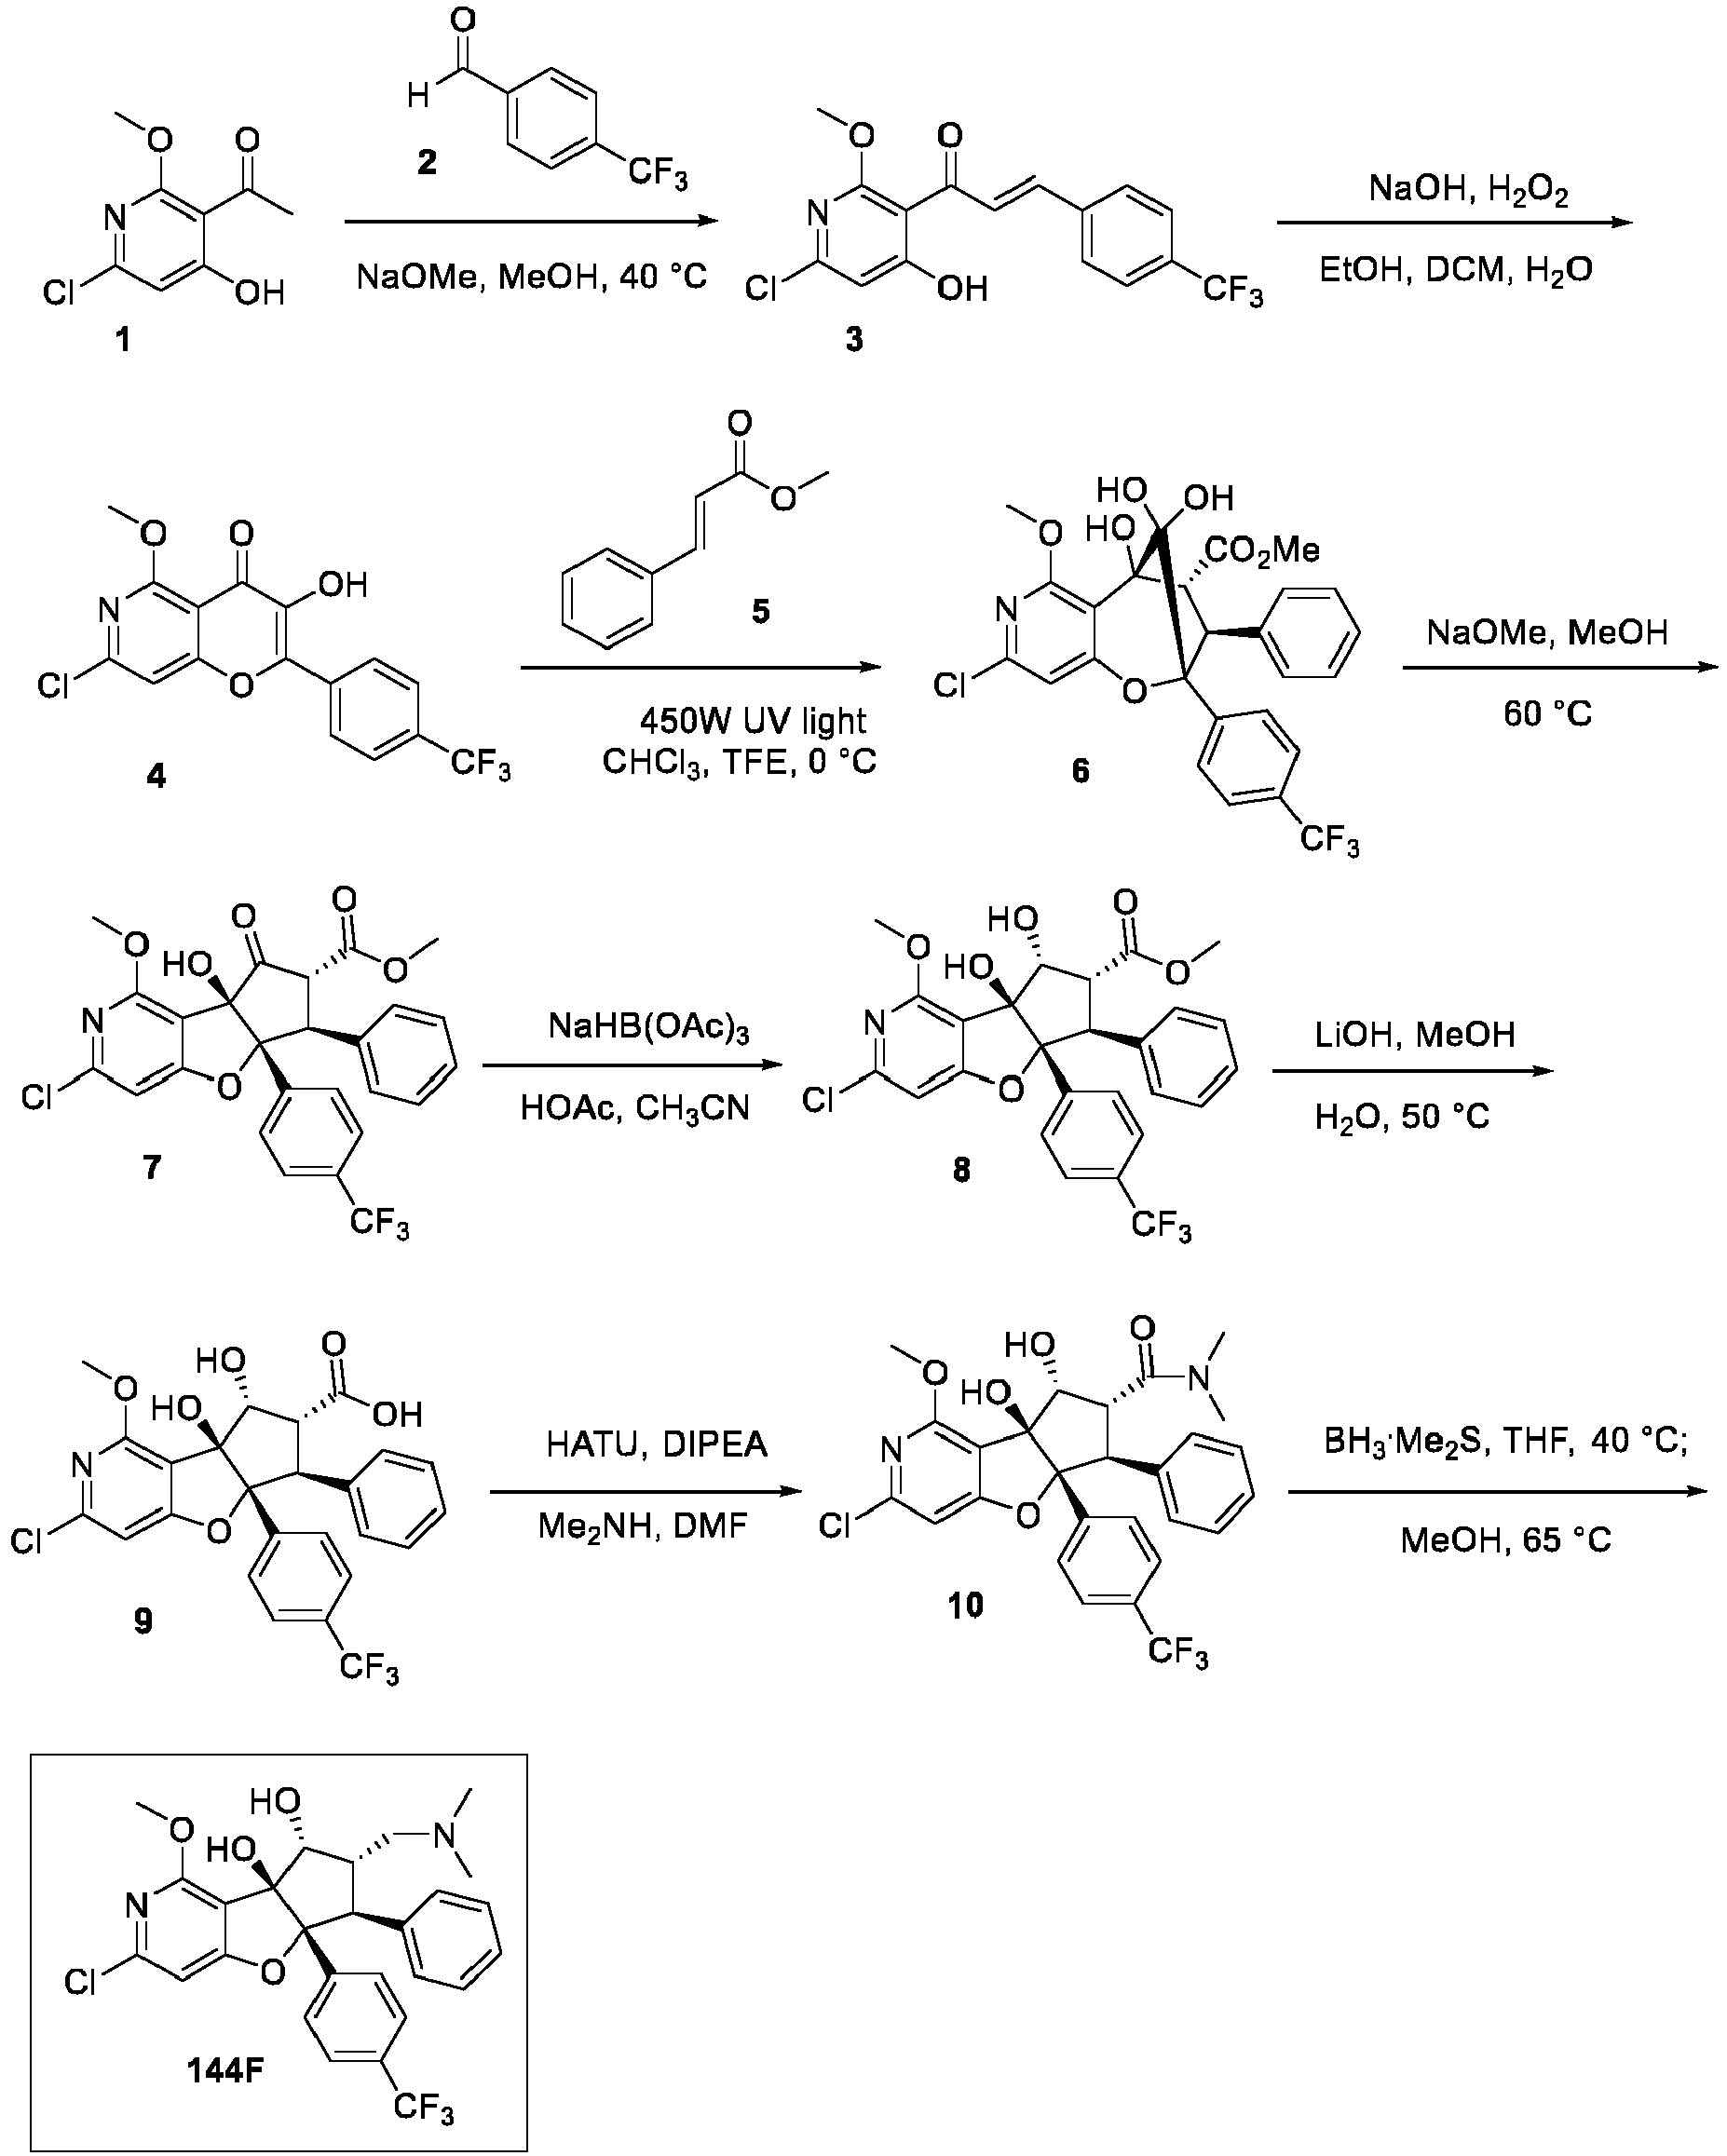 O
H
CF₃
2
O
O
N
Cl
OH
1
NaOMe, MeOH, 40 °C
O
O
N
Cl
OH
CF₃
3
NaOH, H₂O₂
EtOH, DCM, H₂O
O
O
OH
N
Cl
O
CF₃
4
O
O
5
450W UV light
CHCl₃, TFE, 0 °C
HO
OH
HO
O
CO₂Me
N
Cl
O
CF₃
6
NaOMe, MeOH
60 °C
O
O
O
HO
O
N
Cl
O
CF₃
7
NaHB(OAc)₃
HOAc, CH₃CN
HO
O
O
HO
O
N
Cl
O
CF₃
8
LiOH, MeOH
H₂O, 50 °C
HO
O
O
HO
OH
N
Cl
O
CF₃
9
HATU, DIPEA
Me₂NH, DMF
HO
O
O
HO
N
N
Cl
O
CF₃
10
BH₃·Me₂S, THF, 40 °C;
MeOH, 65 °C
HO
O
HO
N
N
Cl
O
CF₃
144F